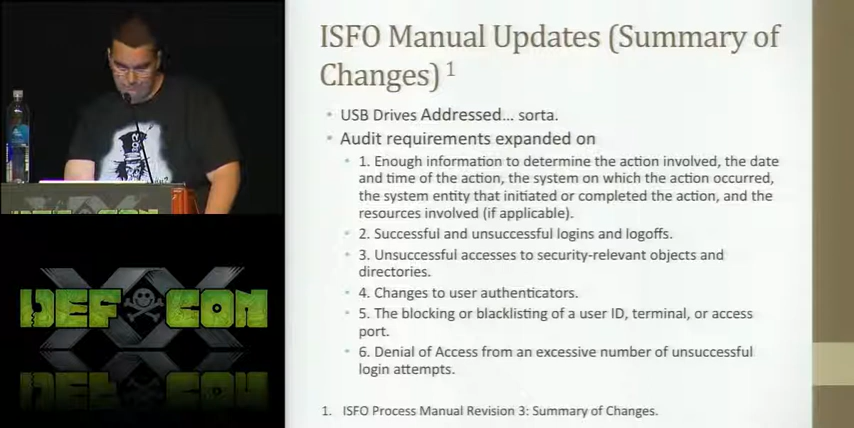 ISFO Manual Updates (Summary of
Changes) 1
USB Drives Addressed... sorta.
Audit requirements expanded on
1. Enough information to determine the action involved, the date
and time of the action, the system on which the action occurred,
the system entity that initiated or completed the action, and the
resources involved (if applicable).
2. Successful and unsuccessful logins and logoffs.
3. Unsuccessful accesses to security-relevant objects and
directories.
4. Changes to user authenticators.
5. The blocking or blacklisting of a user ID, terminal, or access
port.
6. Denial of Access from an excessive number of unsuccessful
login attempts.
1. ISFO Process Manual Revision 3: Summary of Changes.
DEF CON
XX
DEF CON